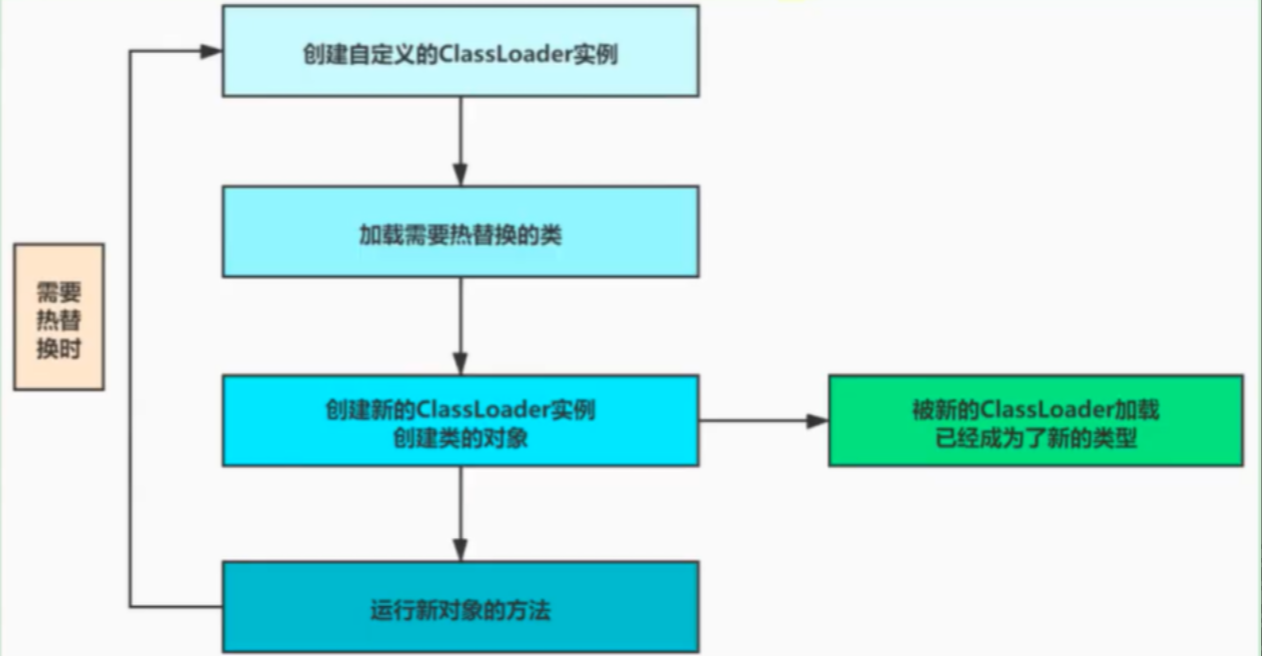 创建自定义的ClassLoader实例
加载需要热替换的类
需要
热替
换时
创建新的ClassLoader实例
创建类的对象
被新的ClassLoader加载
已经成为了新的类型
运行新对象的方法